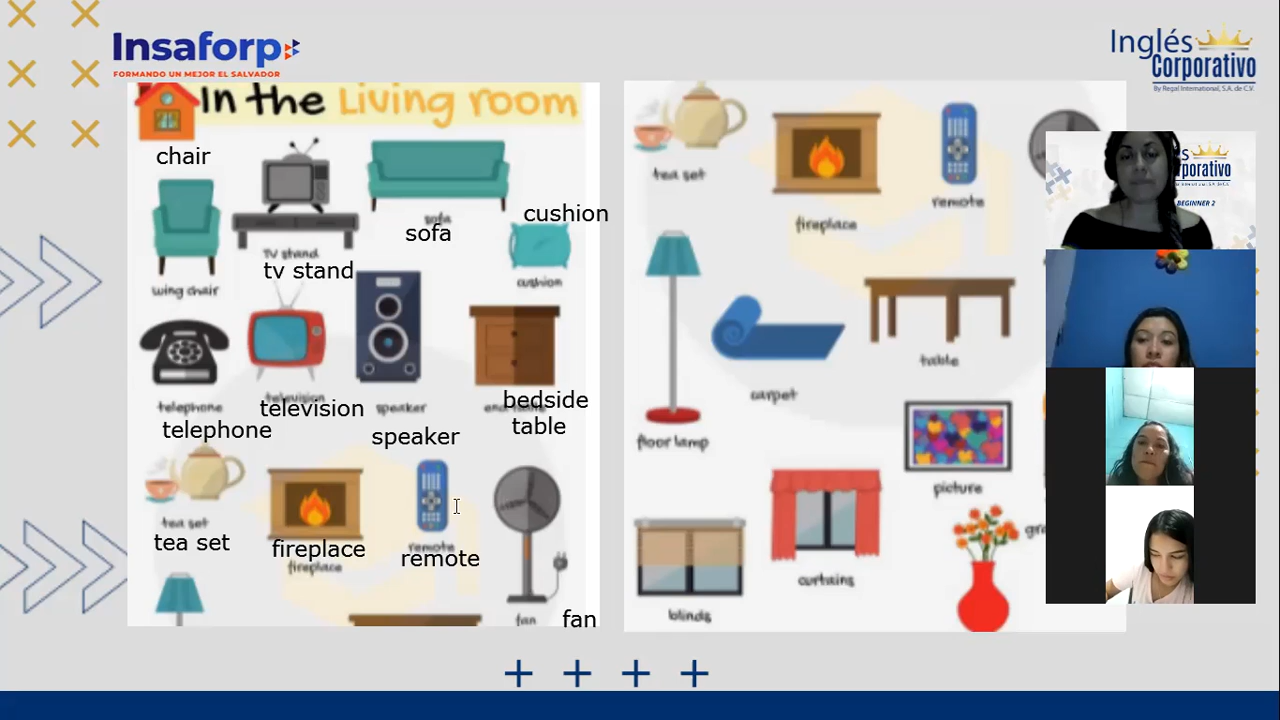 Insaforp
FORMANDO UN MEJOR EL SALVADOR
Inglés
Corporativo
By Regal International, S.A. de C.V.
In the Living room
chair
sofa
sofa
cushion
TV stand
tv stand
wing chair
cushion
telephone
television
television
speaker
bedside
table
telephone
speaker
tea set
tea set
fireplace
fireplace
remote
remote
fan
fan
tea set
fireplace
remote
floor lamp
carpet
table
picture
blinds
curtains
BEGINNER 2